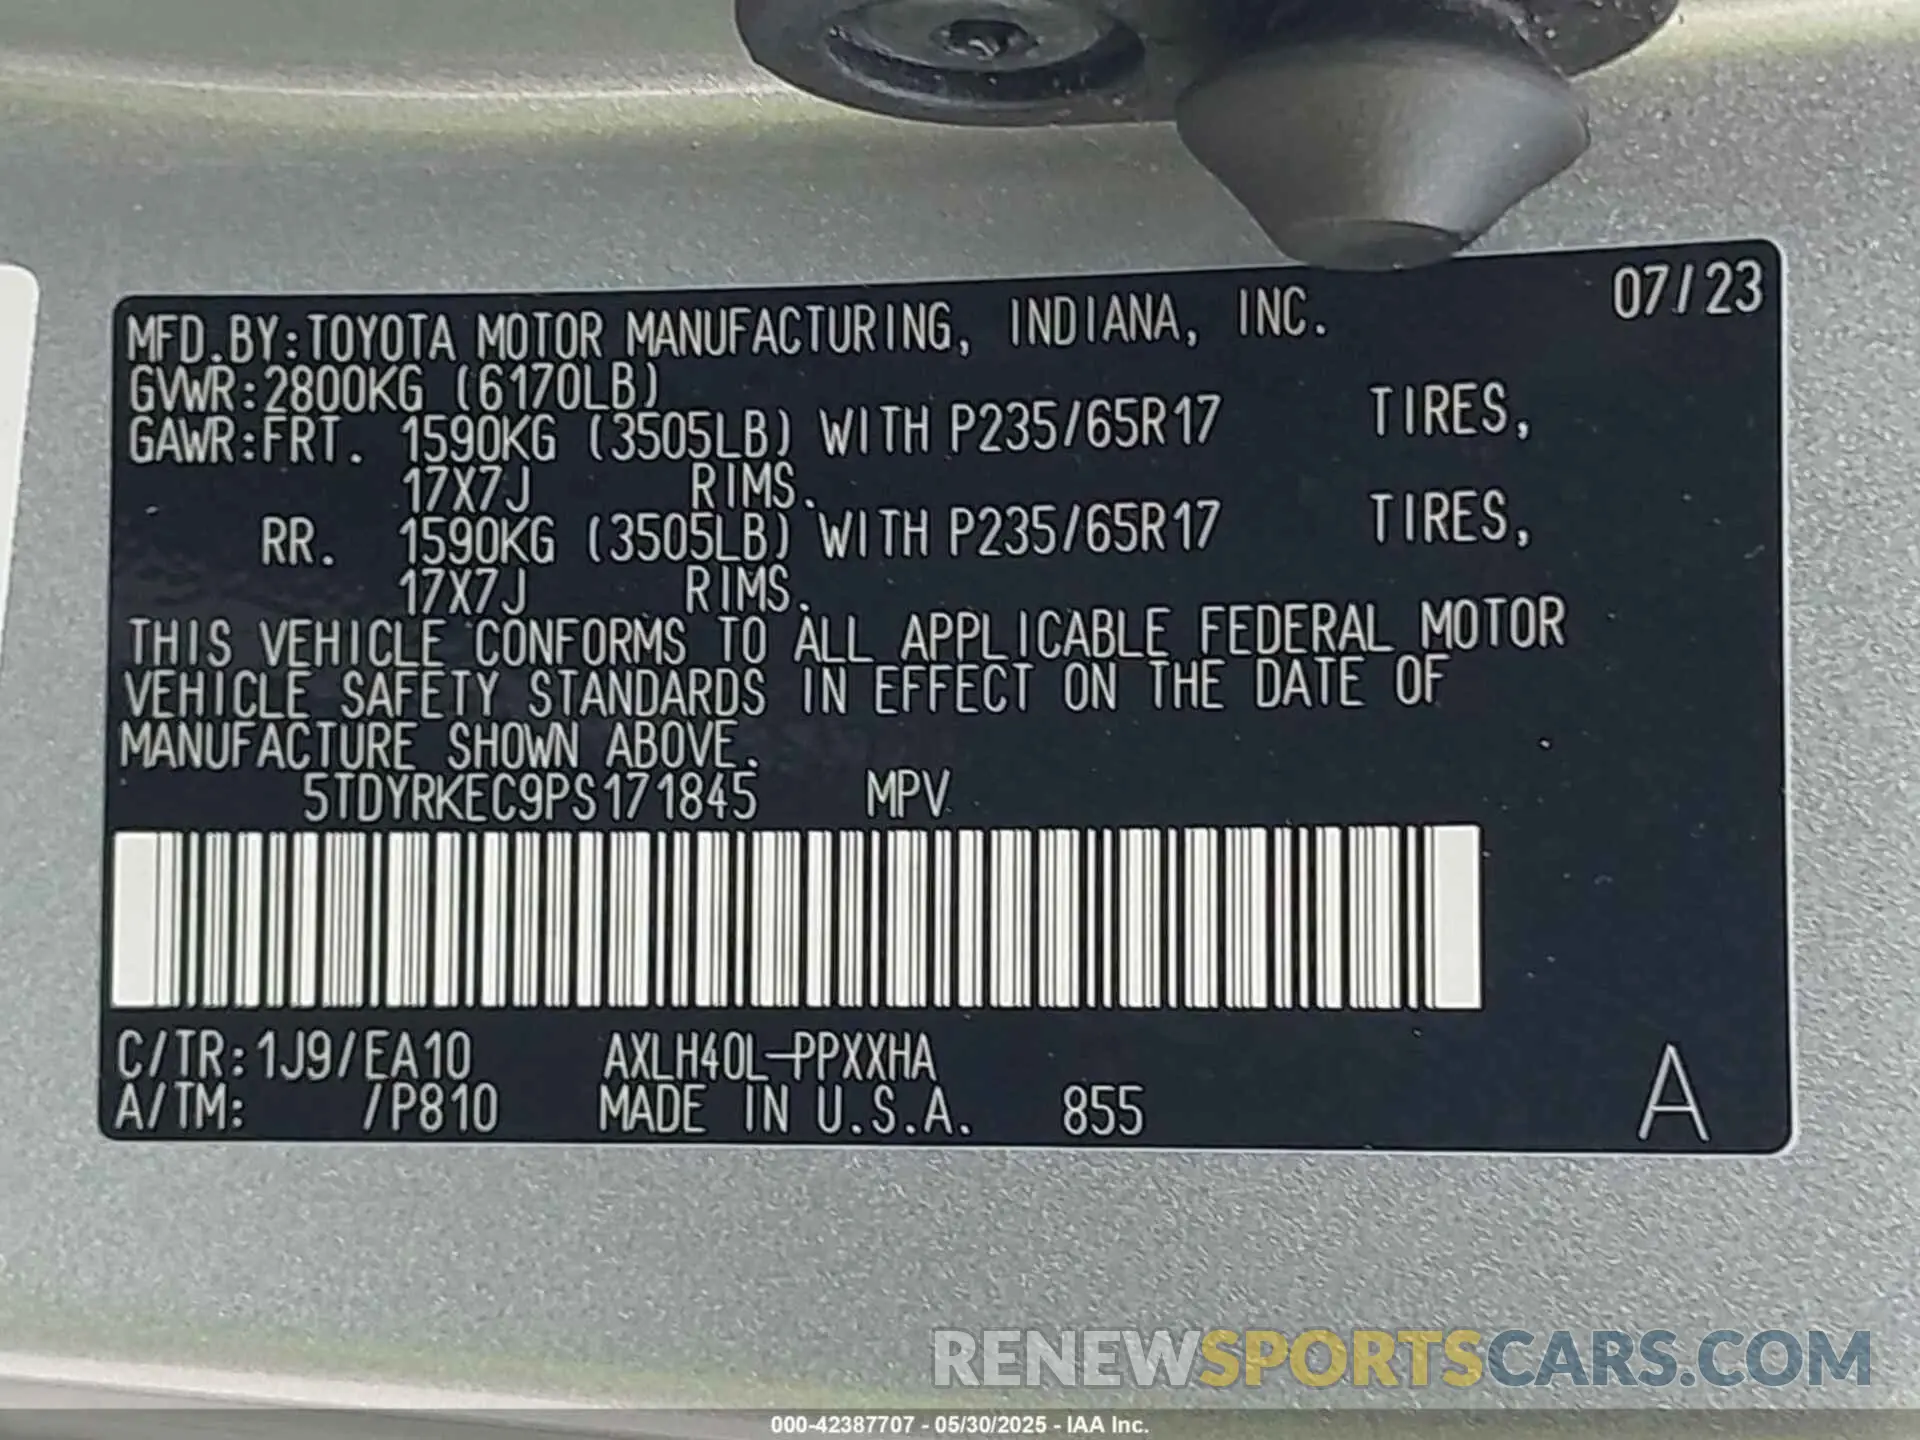 07/23
MFD.BY:TOYOTA MOTOR MANUFACTURING, INDIANA, INC.
GVWR:2800KG (6170LB)
GAWR:FRT. 1590KG (3505LB) WITH P235/65R17 TIRES,
17X7J RIMS.
RR. 1590KG (3505LB) WITH P235/65R17 TIRES,
17X7J RIMS.
THIS VEHICLE CONFORMS TO ALL APPLICABLE FEDERAL MOTOR
VEHICLE SAFETY STANDARDS IN EFFECT ON THE DATE OF
MANUFACTURE SHOWN ABOVE.
5TDYRKEC9PS171845 MPV
C/TR:1J9/EA10 AXLH40L-PPXXHA
A/TM: /P810 MADE IN U.S.A. 855 A
RENEWSPORTSCARS.COM
000-42387707 - 05/30/2025 - IAA Inc.